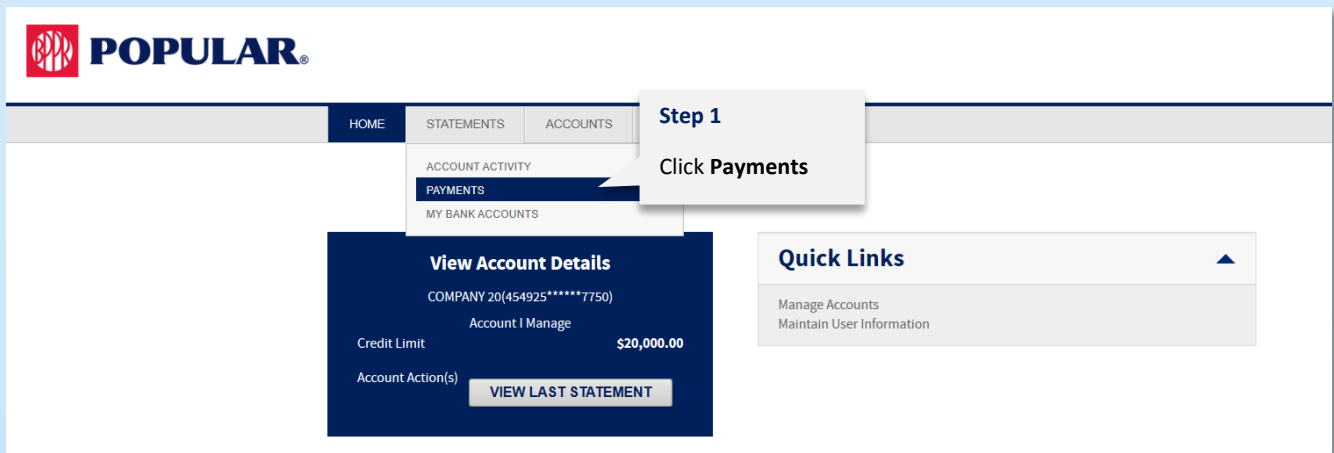 BPPR POPULAR®
HOME STATEMENTS ACCOUNTS
Step 1
Click Payments
ACCOUNT ACTIVITY
PAYMENTS
MY BANK ACCOUNTS
View Account Details
COMPANY 20(454925******7750)
Account I Manage
Credit Limit $20,000.00
Account Action(s)
VIEW LAST STATEMENT
Quick Links
Manage Accounts
Maintain User Information